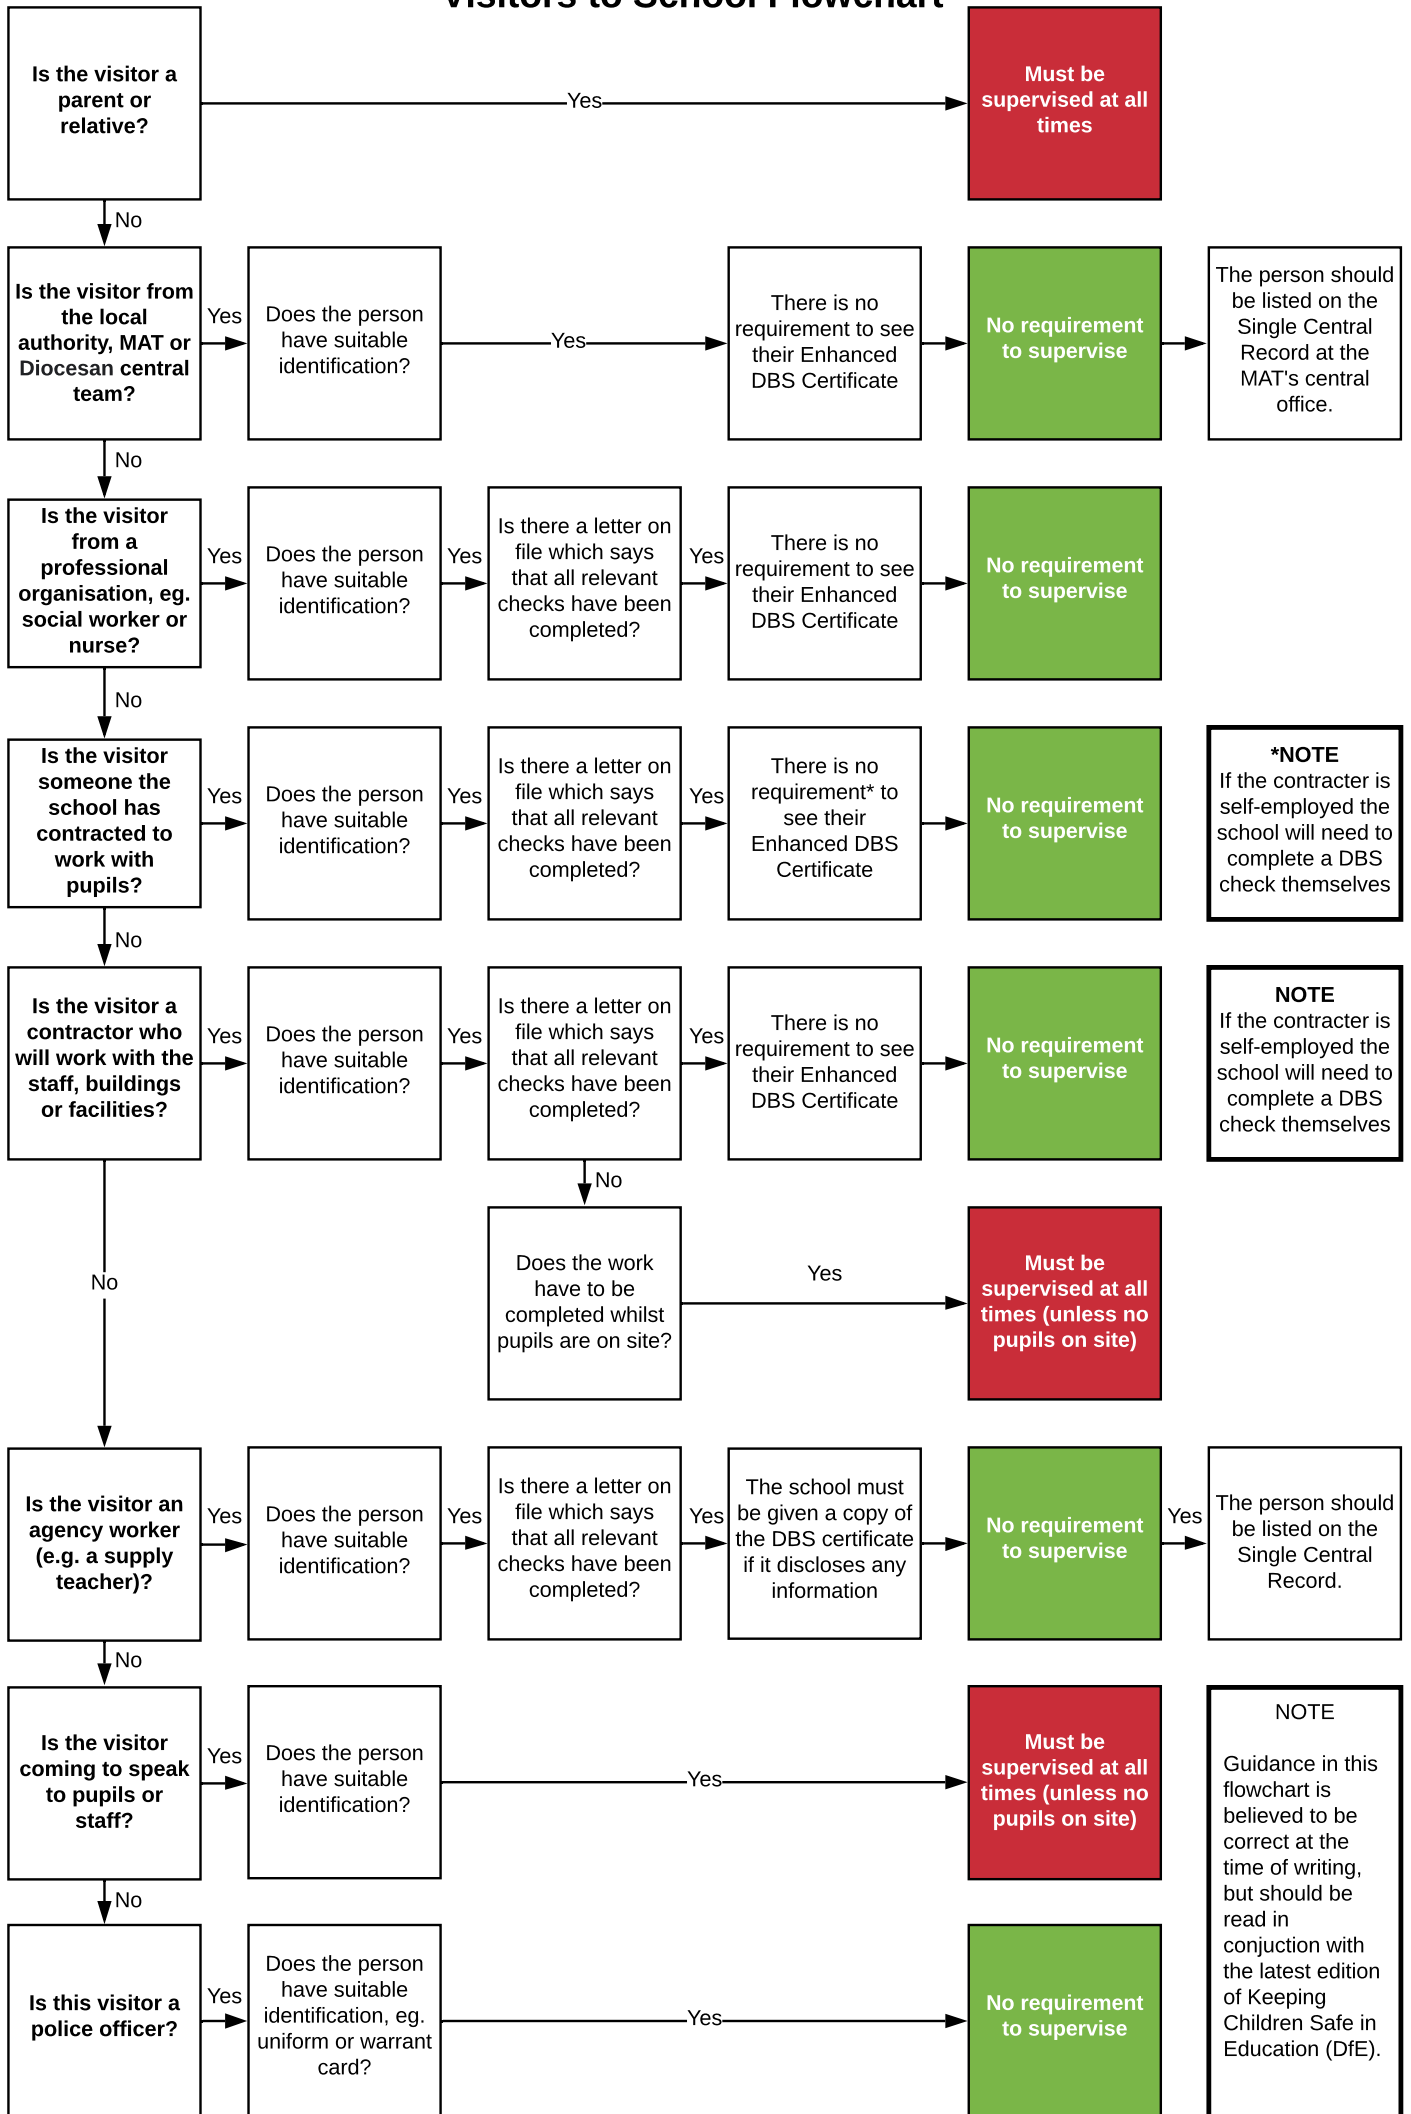 Visitors to School Flowchart
Is the visitor a
parent or
relative?
Yes
Must be
supervised at all
times
No
Is the visitor from
the local
authority, MAT or
Diocesan central
team?
Yes
Does the person
have suitable
identification?
Yes
There is no
requirement to see
their Enhanced
DBS Certificate
No requirement
to supervise
The person should
be listed on the
Single Central
Record at the
MAT's central
office.
No
Is the visitor
from a
professional
organisation, eg.
social worker or
nurse?
Yes
Does the person
have suitable
identification?
Yes
Is there a letter on
file which says
that all relevant
checks have been
completed?
Yes
There is no
requirement to see
their Enhanced
DBS Certificate
No requirement
to supervise
No
Is the visitor
someone the
school has
contracted to
work with
pupils?
Yes
Does the person
have suitable
identification?
Yes
Is there a letter on
file which says
that all relevant
checks have been
completed?
Yes
There is no
requirement* to
see their
Enhanced DBS
Certificate
No requirement
to supervise
*NOTE
If the contracter is
self-employed the
school will need to
complete a DBS
check themselves
No
Is the visitor a
contractor who
will work with the
staff, buildings
or facilities?
Yes
Does the person
have suitable
identification?
Yes
Is there a letter on
file which says
that all relevant
checks have been
completed?
Yes
There is no
requirement to see
their Enhanced
DBS Certificate
No requirement
to supervise
NOTE
If the contracter is
self-employed the
school will need to
complete a DBS
check themselves
No
No
Does the work
have to be
completed whilst
pupils are on site?
Yes
Must be
supervised at all
times (unless no
pupils on site)
Is the visitor an
agency worker
(e.g. a supply
teacher)?
Yes
Does the person
have suitable
identification?
Yes
Is there a letter on
file which says
that all relevant
checks have been
completed?
Yes
The school must
be given a copy of
the DBS certificate
if it discloses any
information
No requirement
to supervise
Yes
The person should
be listed on the
Single Central
Record.
No
Is the visitor
coming to speak
to pupils or
staff?
Yes
Does the person
have suitable
identification?
Yes
Must be
supervised at all
times (unless no
pupils on site)
NOTE
Guidance in this
flowchart is
believed to be
correct at the
time of writing,
but should be
read in
conjuction with
the latest edition
of Keeping
Children Safe in
Education (DfE).
No
Is this visitor a
police officer?
Yes
Does the person
have suitable
identification, eg.
uniform or warrant
card?
Yes
No requirement
to supervise